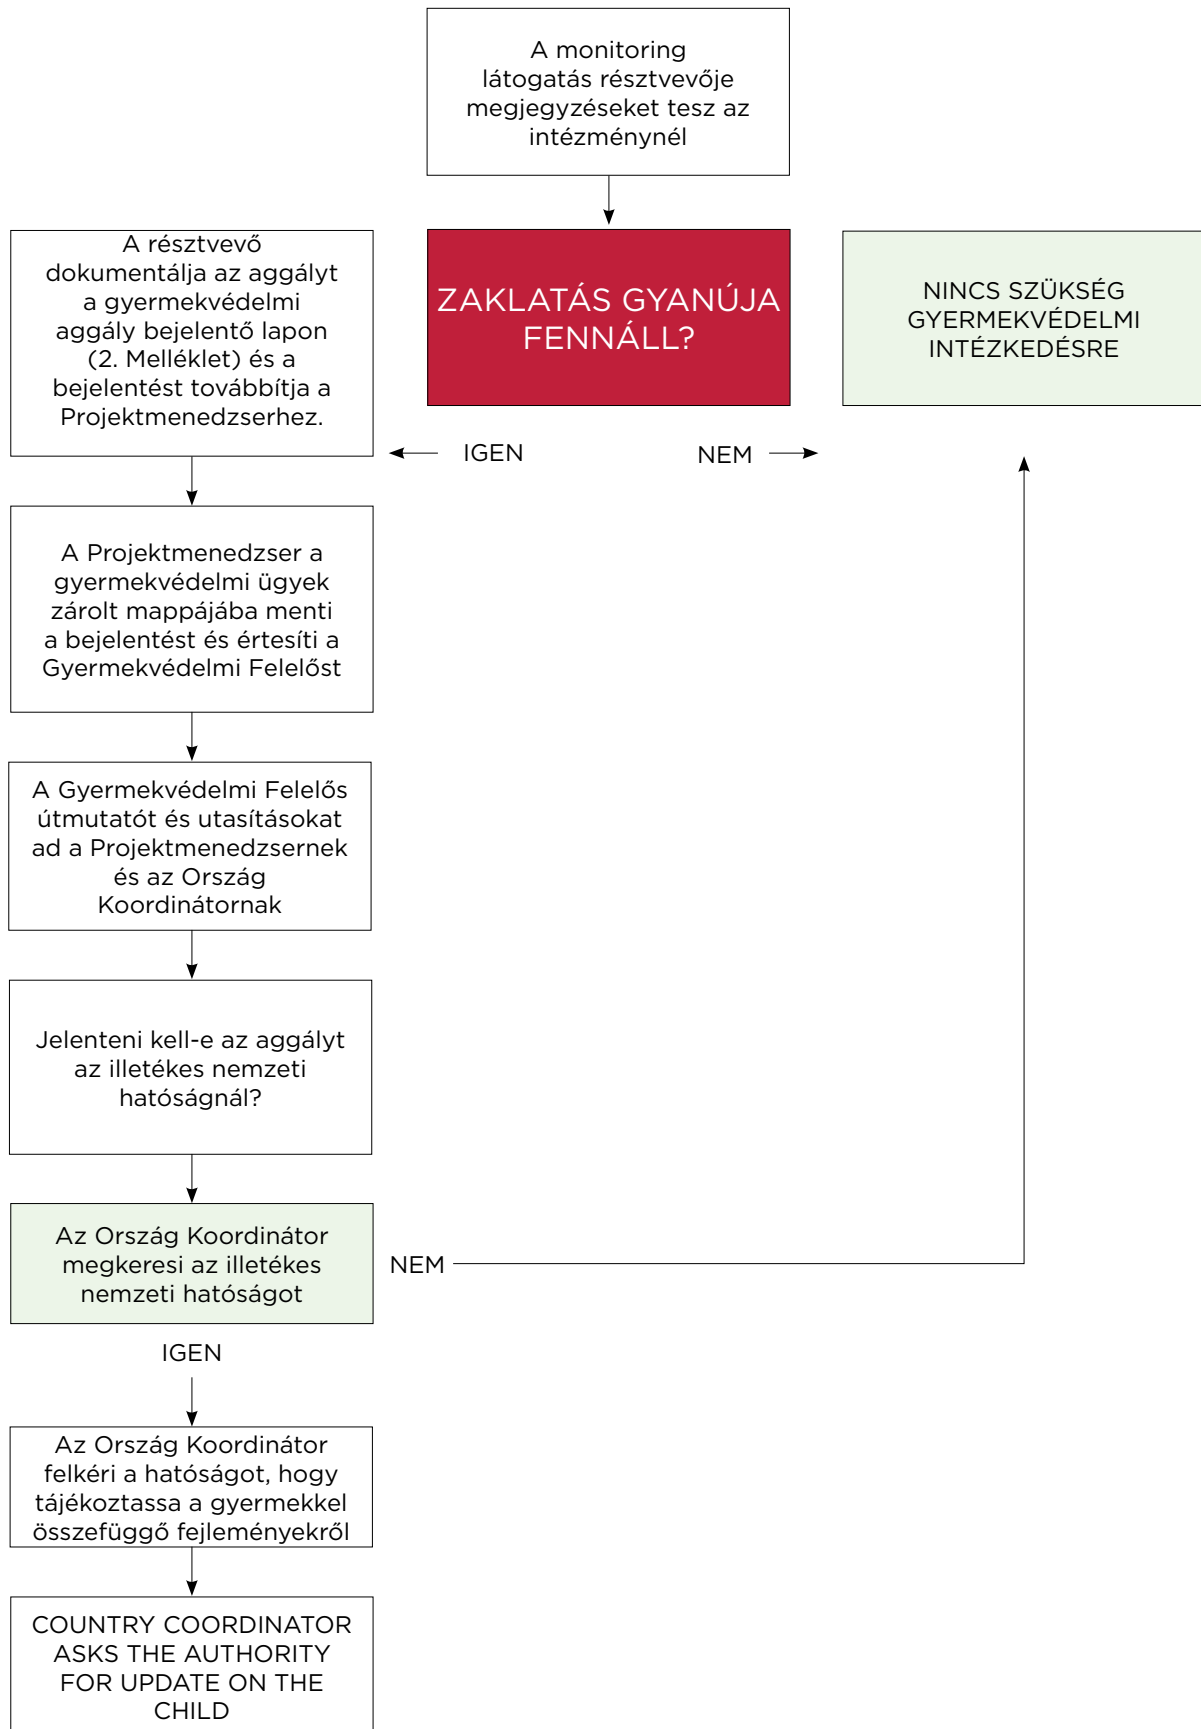 A monitoring
látogatás résztvevője
megjegyzéseket tesz az
intézménynél
A résztvevő
dokumentálja az aggályt
a gyermekvédelmi
aggály bejelentő lapon
(2. Melléklet) és a
bejelentést továbbítja a
Projektmenedzserhez.
ZAKLATÁS GYANÚJA
FENNÁLL?
NINCS SZÜKSÉG
GYERMEKVÉDELMI
INTÉZKEDÉSRE
IGEN
NEM
A Projektmenedzser a
gyermekvédelmi ügyek
zárolt mappájába menti
a bejelentést és értesíti a
Gyermekvédelmi Felelőst
A Gyermekvédelmi Felelős
útmutatót és utasításokat
ad a Projektmenedzsernek
és az Ország
Koordinátornak
Jelenteni kell-e az aggályt
az illetékes nemzeti
hatóságnál?
Az Ország Koordinátor
megkeresi az illetékes
nemzeti hatóságot
NEM
IGEN
Az Ország Koordinátor
felkéri a hatóságot, hogy
tájékoztassa a gyermekkel
összefüggő fejleményekről
COUNTRY COORDINATOR
ASKS THE AUTHORITY
FOR UPDATE ON THE
CHILD